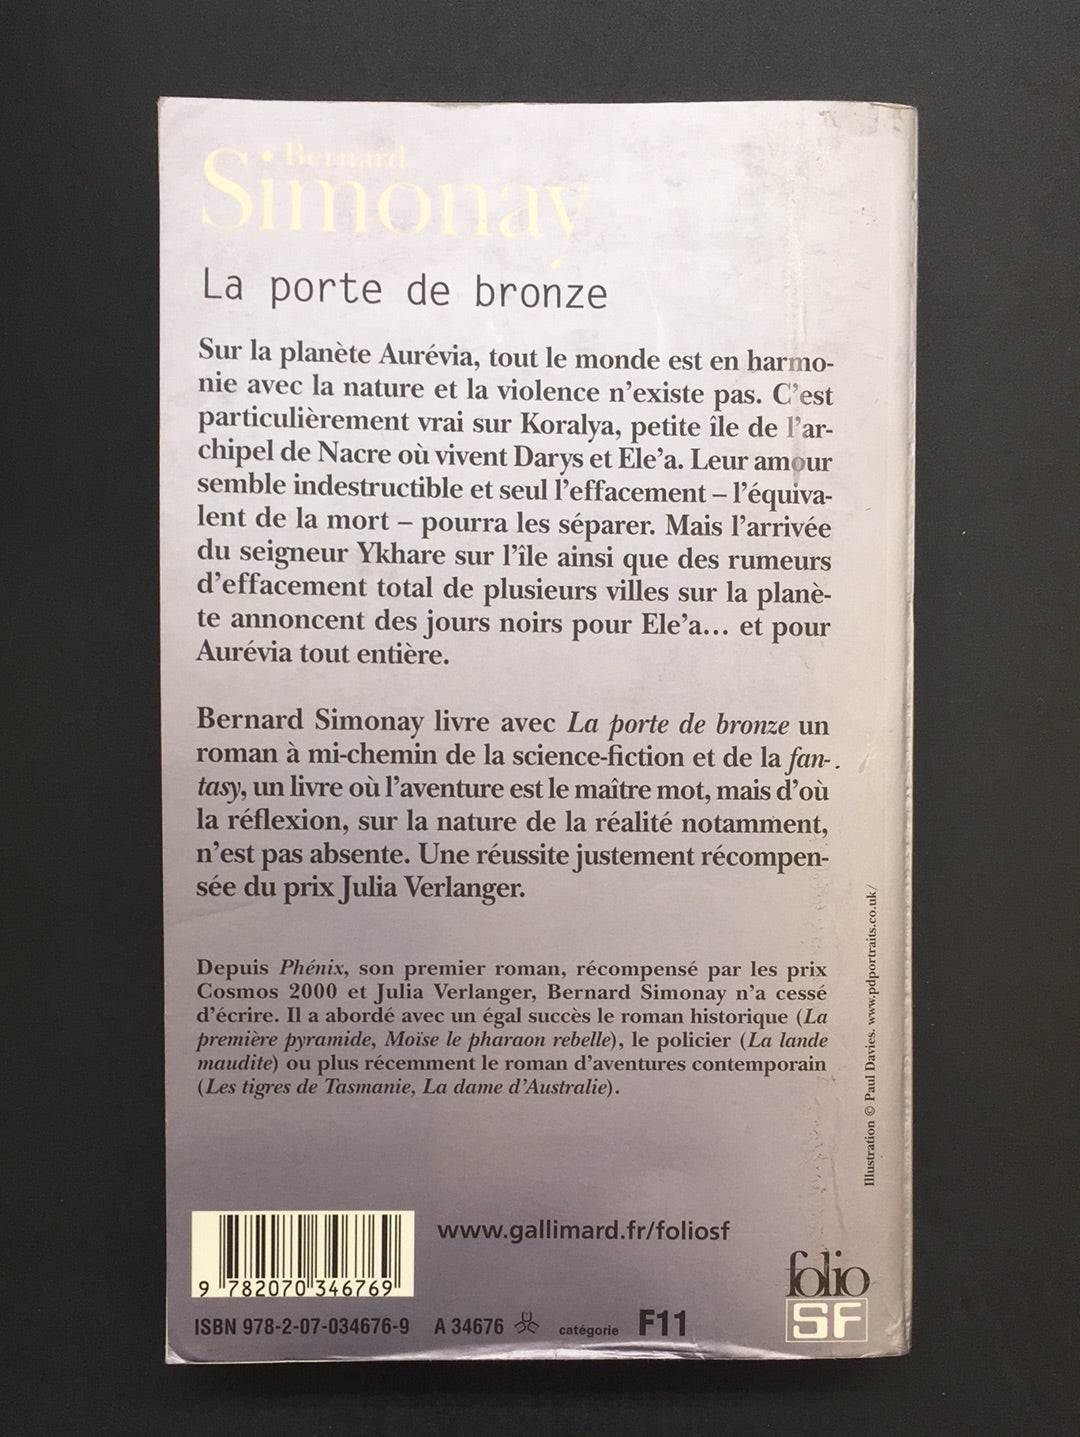 Bernard
Simonay
La porte de bronze
Sur la planète Aurévia, tout le monde est en harmo-
nie avec la nature et la violence n'existe pas. C'est
particulièrement vrai sur Koralya, petite île de l'ar-
chipel de Nacre où vivent Darys et Ele'a. Leur amour
semble indestructible et seul l'effacement – l'équiva-
lent de la mort – pourra les séparer. Mais l'arrivée
du seigneur Ykhare sur l'île ainsi que des rumeurs
d'effacement total de plusieurs villes sur la planè-
te annoncent des jours noirs pour Ele'a... et pour
Aurévia tout entière.
Bernard Simonay livre avec La porte de bronze un
roman à mi-chemin de la science-fiction et de la fan-
tasy, un livre où l'aventure est le maître mot, mais d'où
la réflexion, sur la nature de la réalité notamment,
n'est pas absente. Une réussite justement récompen-
sée du prix Julia Verlanger.
Depuis Phénix, son premier roman, récompensé par les prix
Cosmos 2000 et Julia Verlanger, Bernard Simonay n'a cessé
d'écrire. Il a abordé avec un égal succès le roman historique (La
première pyramide, Moïse le pharaon rebelle), le policier (La lande
maudite) ou plus récemment le roman d'aventures contemporain
(Les tigres de Tasmanie, La dame d'Australie).
Illustration © Paul Davies. www.pdportraits.co.uk/
www.gallimard.fr/foliosf
9 782070 346769
folio
SF
ISBN 978-2-07-034676-9 A 34676 catégorie F11